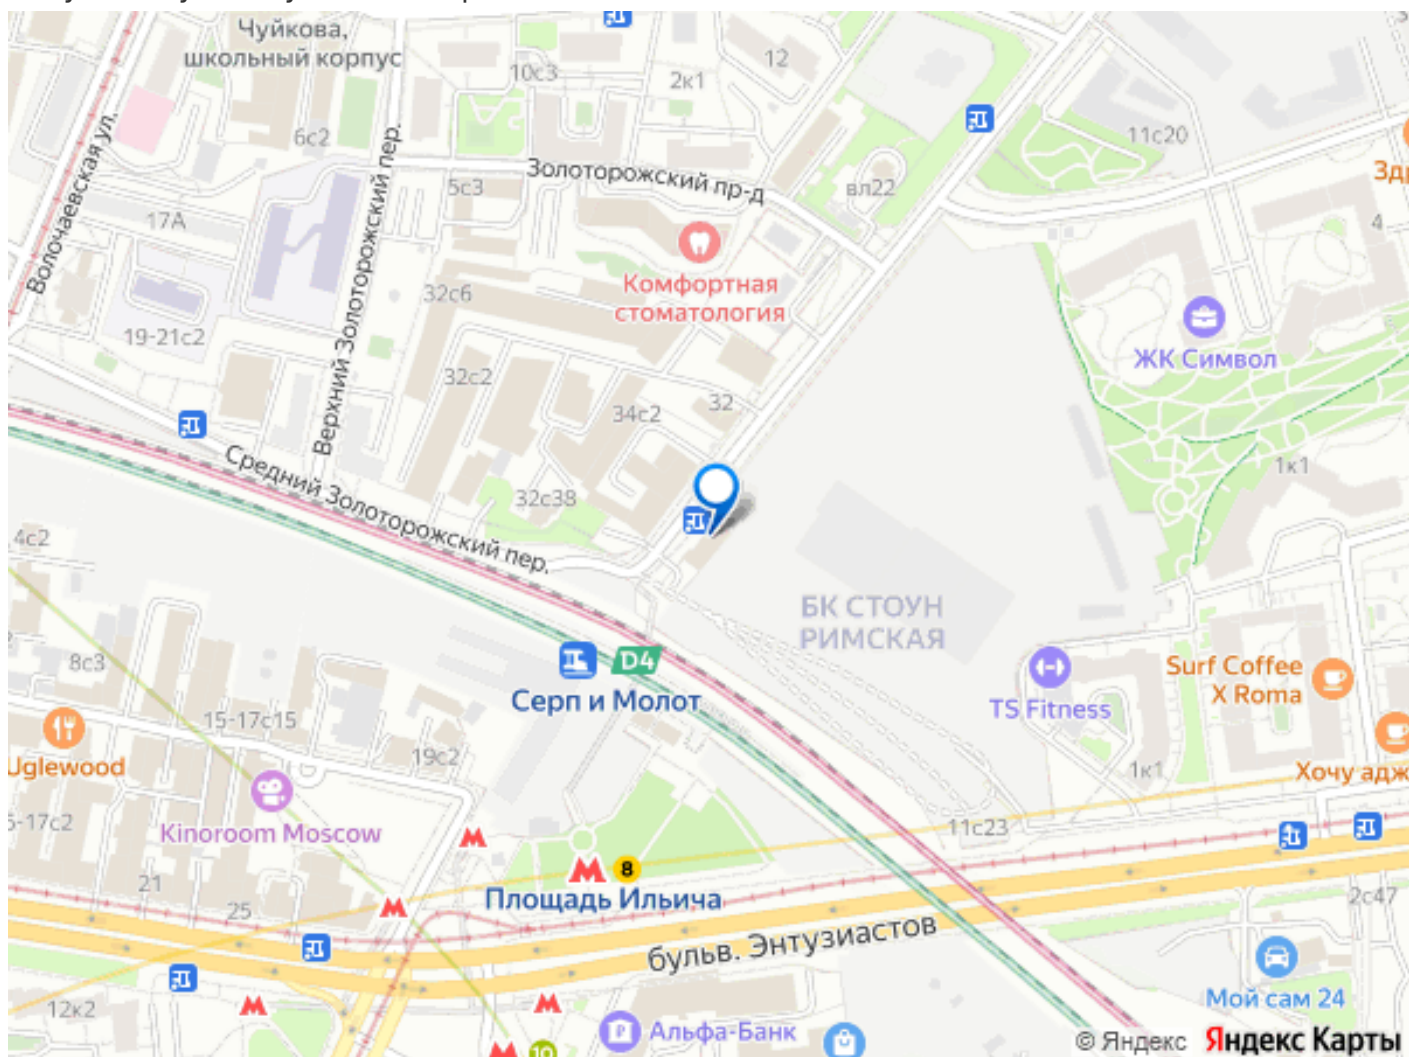 Чуйкова,
школьный корпус
10с3
2к1
12
6с2
11с20
Волочаевская ул.
Верхний Золоторожский пер.
Золоторожский пр-д
5с3
вл22
17А
4
Комфортная
стоматология
32с6
19-21с2
ЖК Символ
32с2
34с2
32
1к1
Средний Золоторожский пер.
32с38
4с2
БК СТОУН
РИМСКАЯ
D4
Серп и Молот
8с3
Surf Coffee
X Roma
TS Fitness
15-17с15
19с2
Uglewood
1к1
Хочу адж
Kinoroom Moscow
11с23
8
Площадь Ильича
21
25
2с47
бульв. Энтузиастов
12к2
Мой сам 24
Альфа-Банк
10
© Яндекс Яндекс Карты